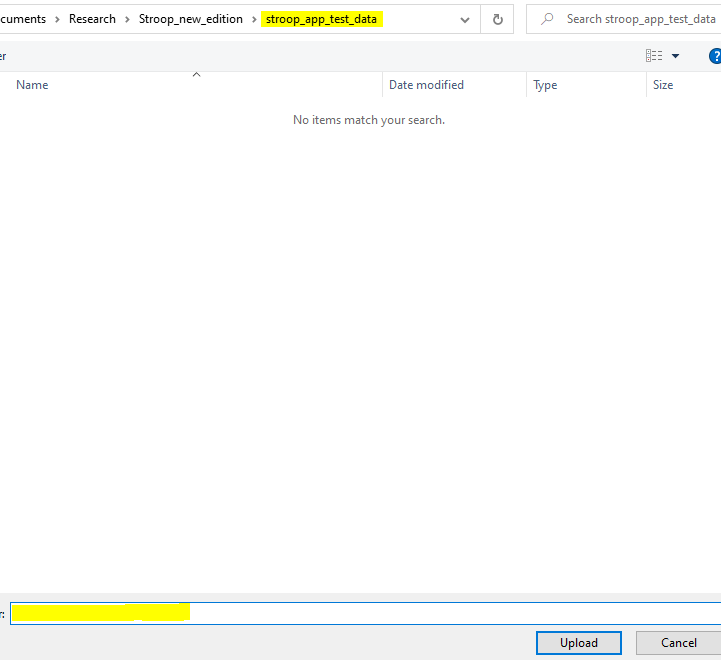 cuments > Research > Stroop_new_edition > stroop_app_test_data Search stroop_app_test_data
er ?
Name Date modified Type Size
No items match your search.
r:
Upload Cancel